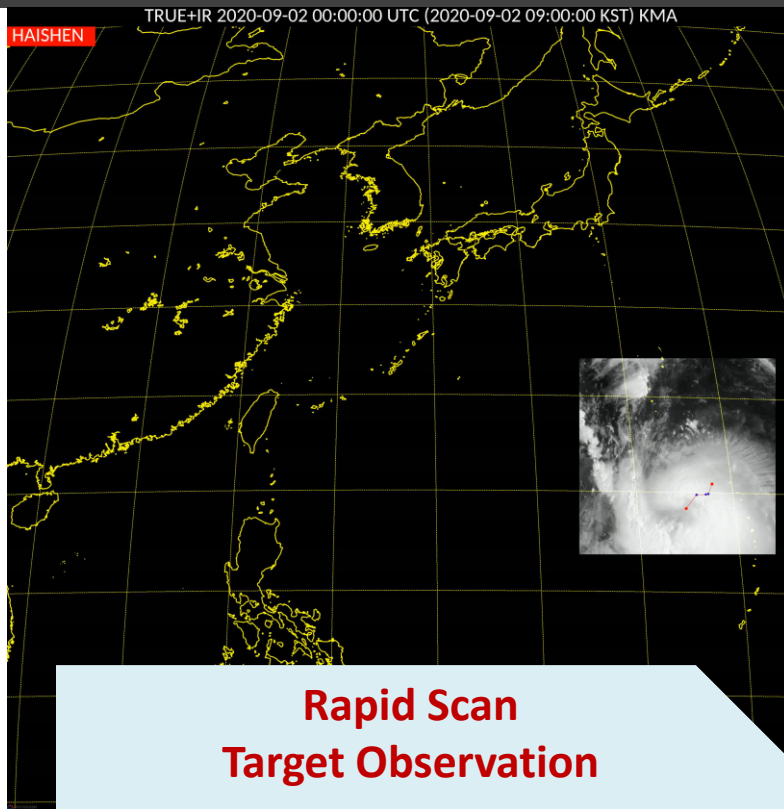 TRUE+IR 2020-09-02 00:00:00 UTC (2020-09-02 09:00:00 KST) KMA
HAISHEN
Rapid Scan
Target Observation